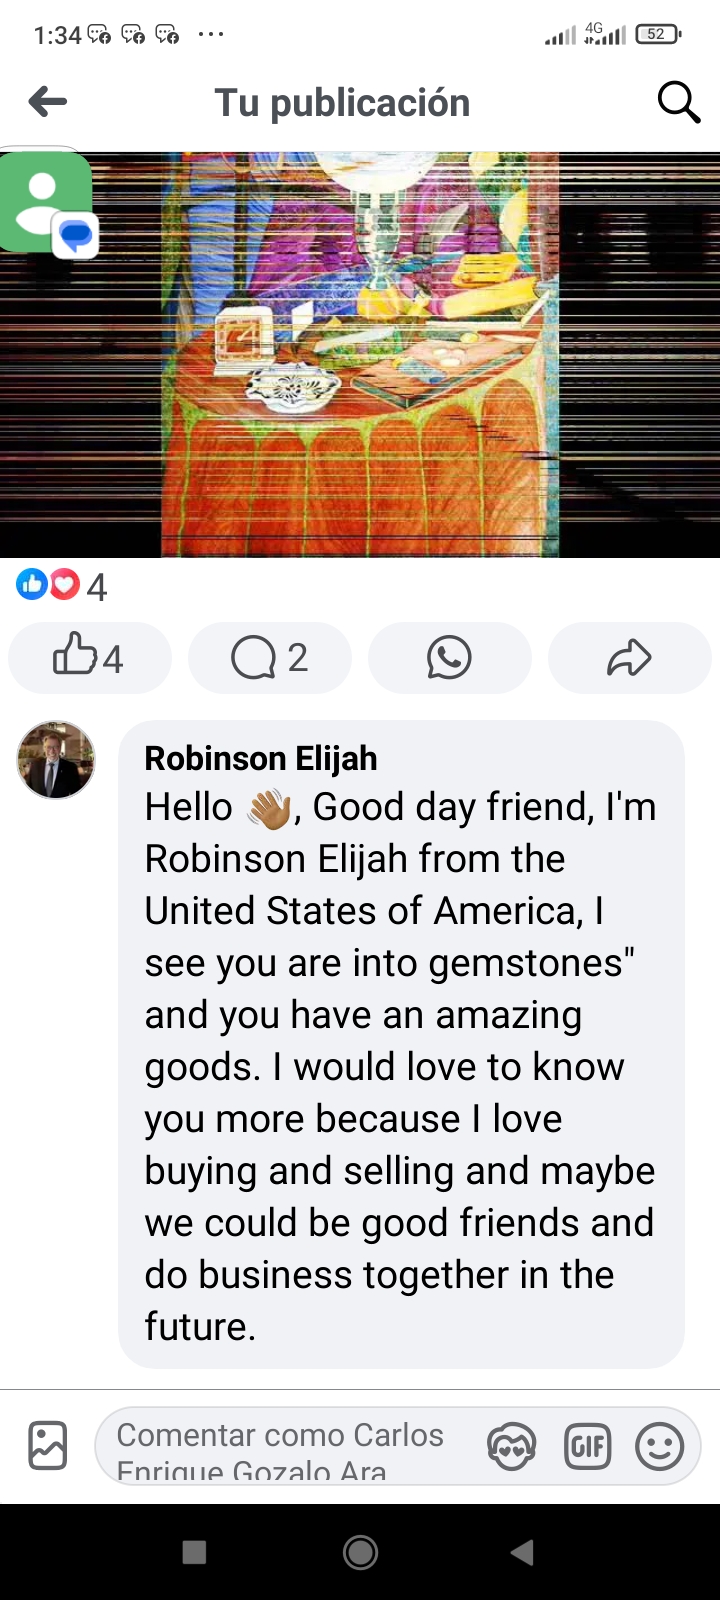 1:34
4G
52
Tu publicación
4
4
2
Robinson Elijah
Hello 👋🏾, Good day friend, I'm
Robinson Elijah from the
United States of America, I
see you are into gemstones"
and you have an amazing
goods. I would love to know
you more because I love
buying and selling and maybe
we could be good friends and
do business together in the
future.
Comentar como Carlos
Enrique Gozalo Ara
GIF